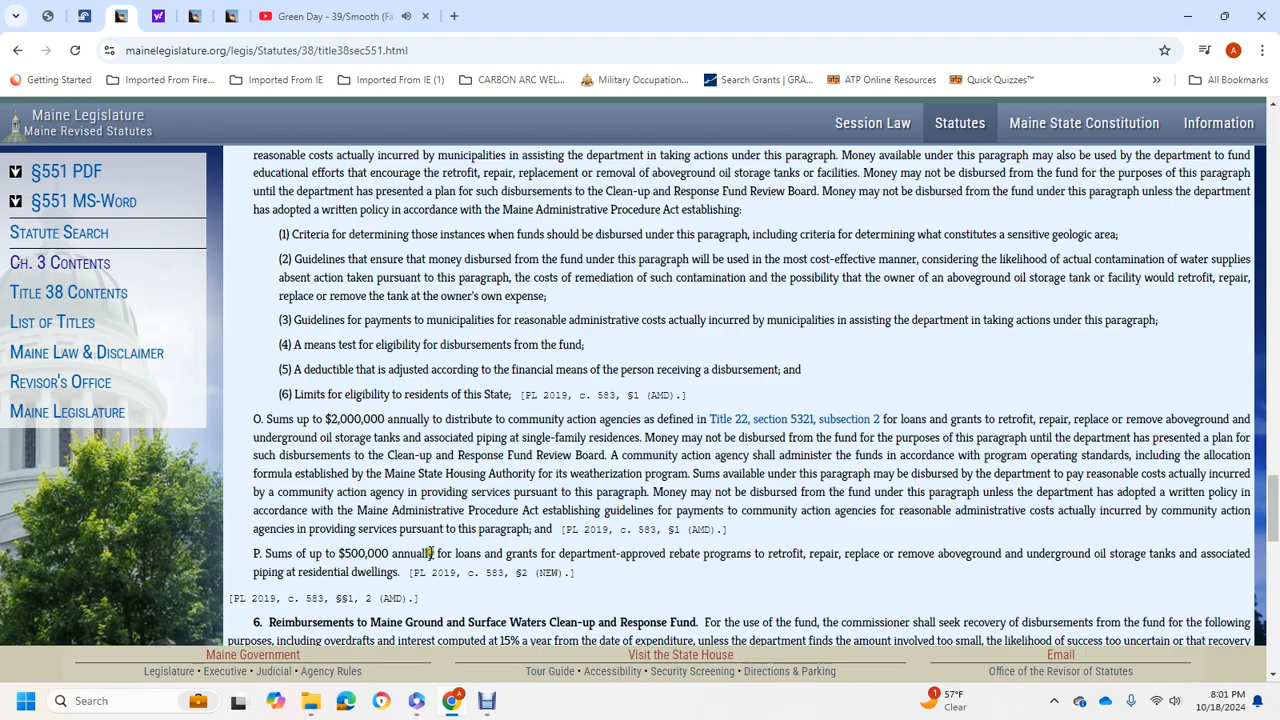 Green Day - 39/Smooth (Fa
mainelegislature.org/legis/Statutes/38/title38sec551.html
A
Getting Started
Imported From Fire...
Imported From IE
Imported From IE (1)
CARBON ARC WEL...
Military Occupation...
Search Grants | GRA...
ATP Online Resources
Quick Quizzes™
»
All Bookmarks
Maine Legislature
Maine Revised Statutes
Session Law
Statutes
Maine State Constitution
Information
§551 PDF
§551 MS-Word
Statute Search
Ch. 3 Contents
Title 38 Contents
List of Titles
Maine Law & Disclaimer
Revisor's Office
Maine Legislature
reasonable costs actually incurred by municipalities in assisting the department in taking actions under this paragraph. Money available under this paragraph may also be used by the department to fund
educational efforts that encourage the retrofit, repair, replacement or removal of aboveground oil storage tanks or facilities. Money may not be disbursed from the fund for the purposes of this paragraph
until the department has presented a plan for such disbursements to the Clean-up and Response Fund Review Board. Money may not be disbursed from the fund under this paragraph unless the department
has adopted a written policy in accordance with the Maine Administrative Procedure Act establishing:
(1) Criteria for determining those instances when funds should be disbursed under this paragraph, including criteria for determining what constitutes a sensitive geologic area;
(2) Guidelines that ensure that money disbursed from the fund under this paragraph will be used in the most cost-effective manner, considering the likelihood of actual contamination of water supplies
absent action taken pursuant to this paragraph, the costs of remediation of such contamination and the possibility that the owner of an aboveground oil storage tank or facility would retrofit, repair,
replace or remove the tank at the owner's own expense;
(3) Guidelines for payments to municipalities for reasonable administrative costs actually incurred by municipalities in assisting the department in taking actions under this paragraph;
(4) A means test for eligibility for disbursements from the fund;
(5) A deductible that is adjusted according to the financial means of the person receiving a disbursement; and
(6) Limits for eligibility to residents of this State; [PL 2019, c. 583, §1 (AMD).]
O. Sums up to $2,000,000 annually to distribute to community action agencies as defined in Title 22, section 5321, subsection 2 for loans and grants to retrofit, repair, replace or remove aboveground and
underground oil storage tanks and associated piping at single-family residences. Money may not be disbursed from the fund for the purposes of this paragraph until the department has presented a plan for
such disbursements to the Clean-up and Response Fund Review Board. A community action agency shall administer the funds in accordance with program operating standards, including the allocation
formula established by the Maine State Housing Authority for its weatherization program. Sums available under this paragraph may be disbursed by the department to pay reasonable costs actually incurred
by a community action agency in providing services pursuant to this paragraph. Money may not be disbursed from the fund under this paragraph unless the department has adopted a written policy in
accordance with the Maine Administrative Procedure Act establishing guidelines for payments to community action agencies for reasonable administrative costs actually incurred by community action
agencies in providing services pursuant to this paragraph; and [PL 2019, c. 583, §1 (AMD).]
P. Sums of up to $500,000 annually for loans and grants for department-approved rebate programs to retrofit, repair, replace or remove aboveground and underground oil storage tanks and associated
piping at residential dwellings. [PL 2019, c. 583, §2 (NEW).]
[PL 2019, c. 583, §§1, 2 (AMD).]
6. Reimbursements to Maine Ground and Surface Waters Clean-up and Response Fund. For the use of the fund, the commissioner shall seek recovery of disbursements from the fund for the following
purposes, including overdrafts and interest computed at 15% a year from the date of expenditure, unless the department finds the amount involved too small, the likelihood of success too uncertain or that recovery
Maine Government
Visit the State House
Email
Legislature • Executive • Judicial • Agency Rules
Tour Guide • Accessibility • Security Screening • Directions & Parking
Office of the Revisor of Statutes
Search
1
57°F
Clear
8:01 PM
10/18/2024